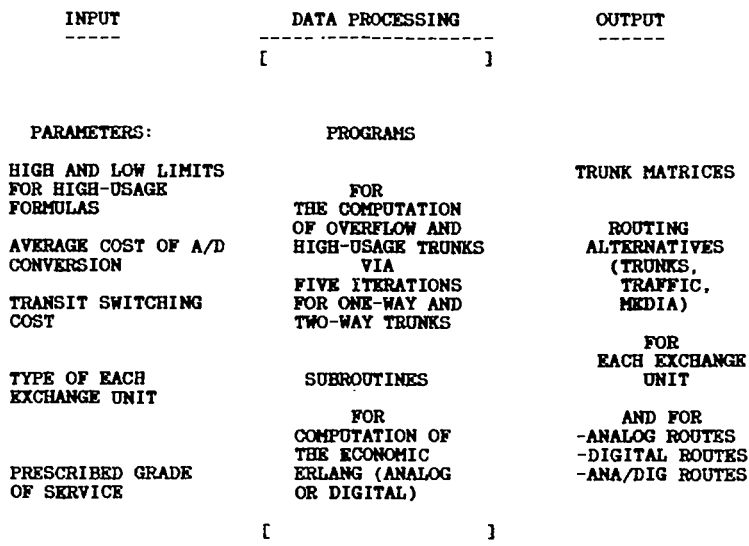 INPUT
DATA PROCESSING
OUTPUT
[ ]
PARAMETERS:
HIGH AND LOW LIMITS
FOR HIGH-USAGE
FORMULAS
AVERAGE COST OF A/D
CONVERSION
TRANSIT SWITCHING
COST
TYPE OF EACH
EXCHANGE UNIT
PRESCRIBED GRADE
OF SERVICE
PROGRAMS
FOR
THE COMPUTATION
OF OVERFLOW AND
HIGH-USAGE TRUNKS
VIA
FIVE ITERATIONS
FOR ONE-WAY AND
TWO-WAY TRUNKS
SUBROUTINES
FOR
COMPUTATION OF
THE ECONOMIC
ERLANG (ANALOG
OR DIGITAL)
[ ]
TRUNK MATRICES
ROUTING
ALTERNATIVES
(TRUNKS,
TRAFFIC,
MEDIA)
FOR
EACH EXCHANGE
UNIT
AND FOR
-ANALOG ROUTES
-DIGITAL ROUTES
-ANA/DIG ROUTES